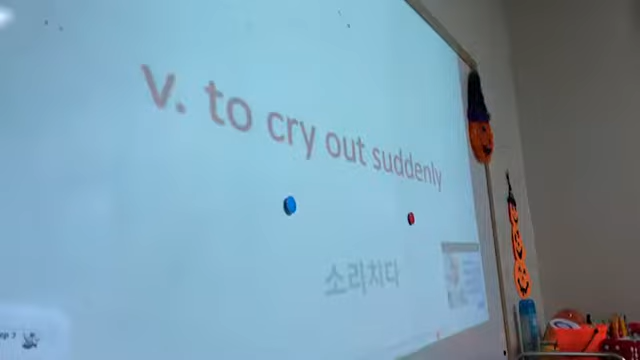 v. to cry out suddenly
소리치다